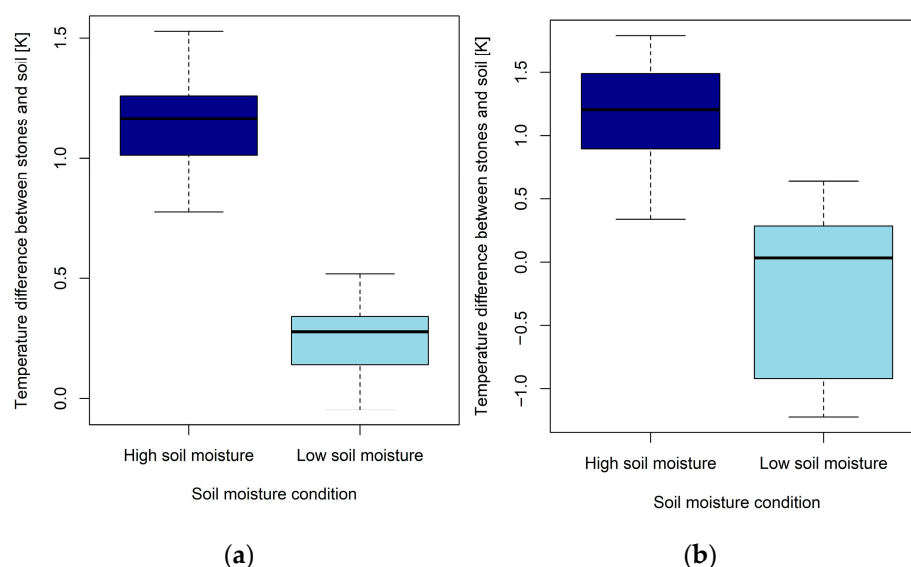 Temperature difference between stones and soil [K]
1.5
1.0
0.5
0.0
High soil moisture
Low soil moisture
Soil moisture condition
(a)
Temperature difference between stones and soil [K]
1.5
1.0
0.5
0.0
−0.5
−1.0
High soil moisture
Low soil moisture
Soil moisture condition
(b)